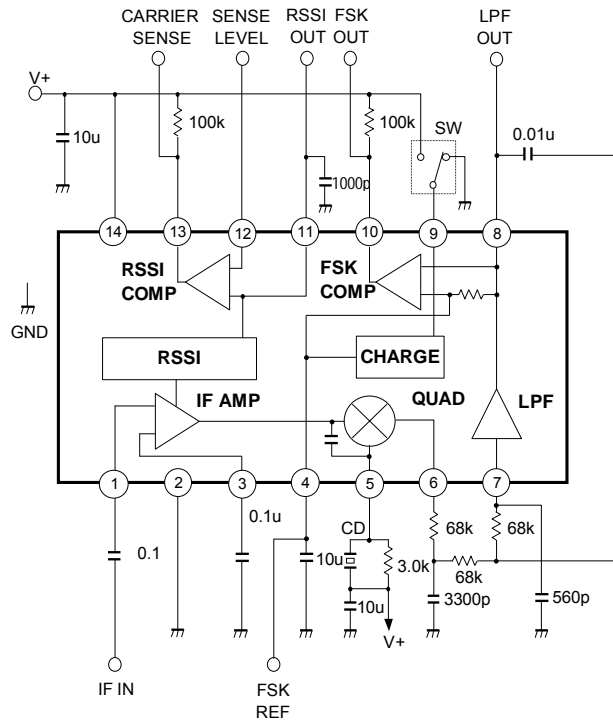 CARRIER SENSE RSSI FSK LPF
SENSE LEVEL OUT OUT OUT
V+
SW
100k 100k 0.01u
10u
1000p
14 13 12 11 10 9 8
RSSI FSK
COMP COMP
GND
RSSI CHARGE
IF AMP QUAD LPF
1 2 3 4 5 6 7
0.1u
0.1 CD 68k 68k
10u 3.0k 68k
10u 3300p 560p
V+
IF IN FSK
REF